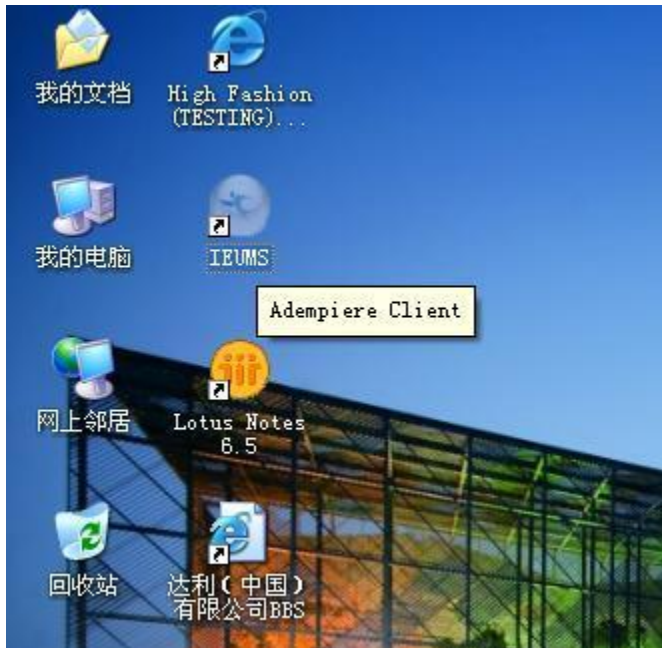 我的文档
High Fashion
(TESTING)...
我的电脑
IEUMS
Adempiere Client
网上邻居
Lotus Notes
6.5
回收站
达利(中国)
有限公司BBS